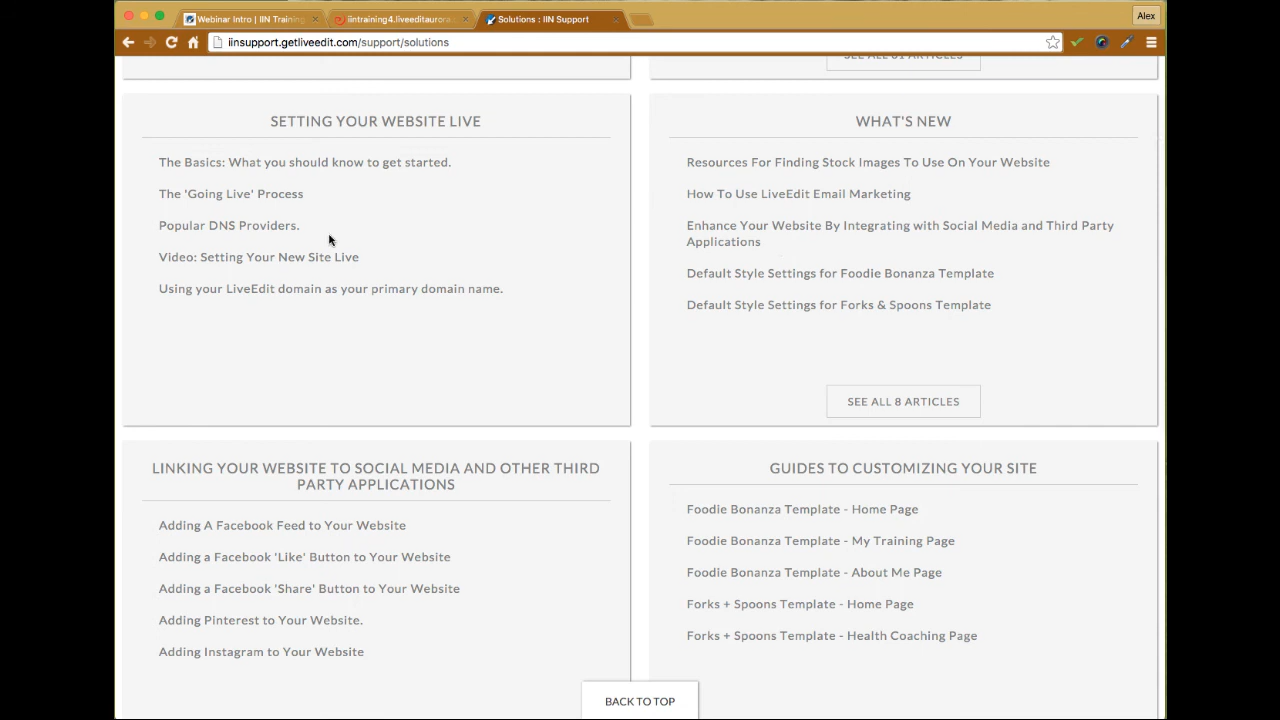 Webinar Intro | IIN Training
iintraining4.liveeditaurora.
Solutions : IIN Support
Alex
iinsupport.getliveedit.com/support/solutions
SEE ALL 81 ARTICLES
SETTING YOUR WEBSITE LIVE
The Basics: What you should know to get started.
The 'Going Live' Process
Popular DNS Providers.
Video: Setting Your New Site Live
Using your LiveEdit domain as your primary domain name.
WHAT'S NEW
Resources For Finding Stock Images To Use On Your Website
How To Use LiveEdit Email Marketing
Enhance Your Website By Integrating with Social Media and Third Party
Applications
Default Style Settings for Foodie Bonanza Template
Default Style Settings for Forks & Spoons Template
SEE ALL 8 ARTICLES
LINKING YOUR WEBSITE TO SOCIAL MEDIA AND OTHER THIRD
PARTY APPLICATIONS
Adding A Facebook Feed to Your Website
Adding a Facebook 'Like' Button to Your Website
Adding a Facebook 'Share' Button to Your Website
Adding Pinterest to Your Website.
Adding Instagram to Your Website
GUIDES TO CUSTOMIZING YOUR SITE
Foodie Bonanza Template - Home Page
Foodie Bonanza Template - My Training Page
Foodie Bonanza Template - About Me Page
Forks + Spoons Template - Home Page
Forks + Spoons Template - Health Coaching Page
BACK TO TOP